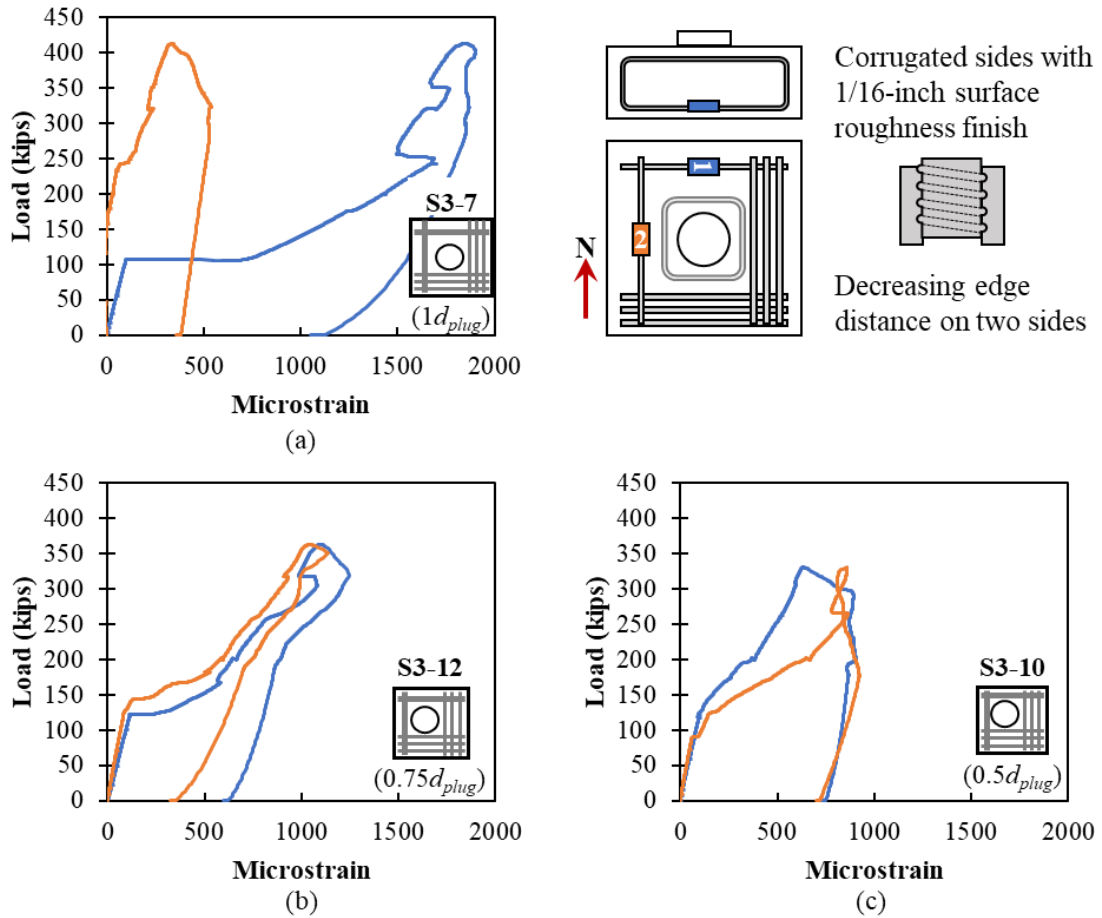 450
400
350
300
250
200
150
100
50
0
Load (kips)
0 500 1000 1500 2000
Microstrain
S3-7
(1dplug)
(a)
1
2
N
Corrugated sides with
1/16-inch surface
roughness finish
Decreasing edge
distance on two sides
450
400
350
300
250
200
150
100
50
0
Load (kips)
0 500 1000 1500 2000
Microstrain
S3-12
(0.75dplug)
(b)
450
400
350
300
250
200
150
100
50
0
Load (kips)
0 500 1000 1500 2000
Microstrain
S3-10
(0.5dplug)
(c)